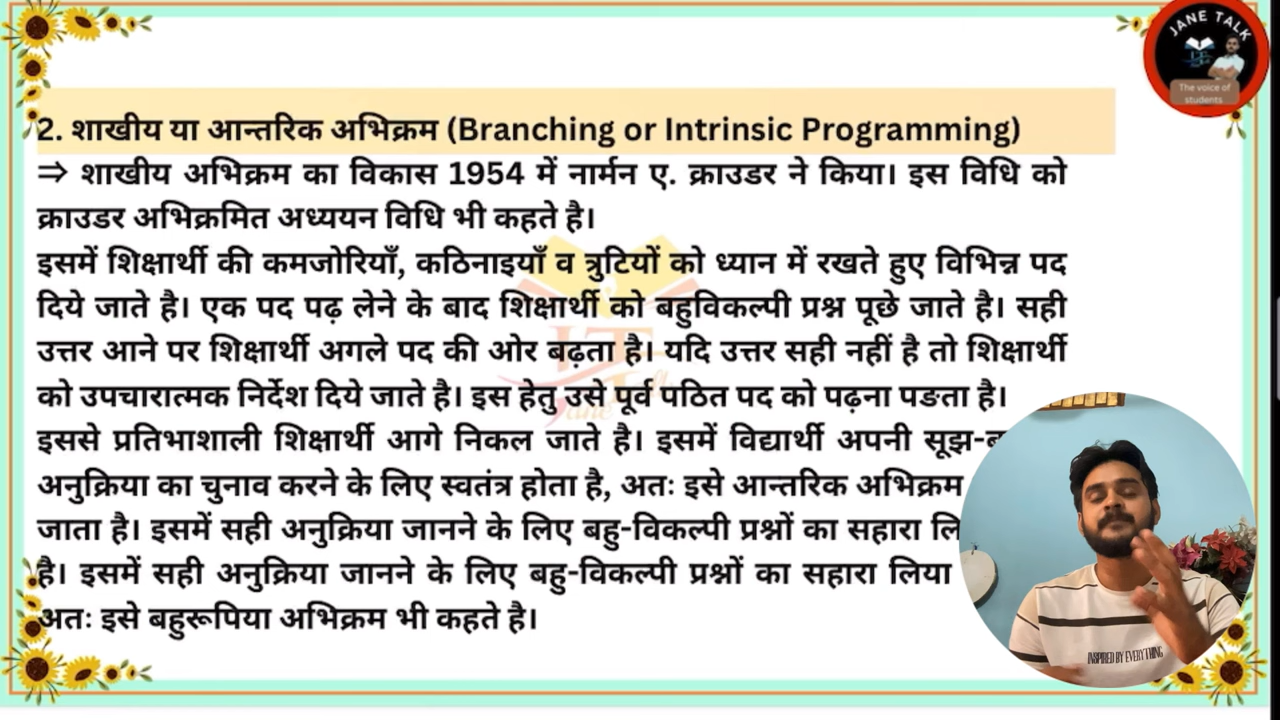 JANE TALK
The voice of
students
2. शाखीय या आन्तरिक अभिक्रम (Branching or Intrinsic Programming)
⇒ शाखीय अभिक्रम का विकास 1954 में नार्मन ए. क्राउडर ने किया। इस विधि को
क्राउडर अभिक्रमित अध्ययन विधि भी कहते है।
इसमें शिक्षार्थी की कमजोरियाँ, कठिनाइयाँ व त्रुटियों को ध्यान में रखते हुए विभिन्न पद
दिये जाते है। एक पद पढ़ लेने के बाद शिक्षार्थी को बहुविकल्पी प्रश्न पूछे जाते है। सही
उत्तर आने पर शिक्षार्थी अगले पद की ओर बढ़ता है। यदि उत्तर सही नहीं है तो शिक्षार्थी
को उपचारात्मक निर्देश दिये जाते है। इस हेतु उसे पूर्व पठित पद को पढ़ना पङता है।
इससे प्रतिभाशाली शिक्षार्थी आगे निकल जाते है। इसमें विद्यार्थी अपनी सूझ-
अनुक्रिया का चुनाव करने के लिए स्वतंत्र होता है, अतः इसे आन्तरिक अभिक्रम
जाता है। इसमें सही अनुक्रिया जानने के लिए बहु-विकल्पी प्रश्नों का सहारा
है। इसमें सही अनुक्रिया जानने के लिए बहु-विकल्पी प्रश्नों का सहारा लिया
अतः इसे बहुरूपिया अभिक्रम भी कहते है।
INSPIRED BY EVERYTHING